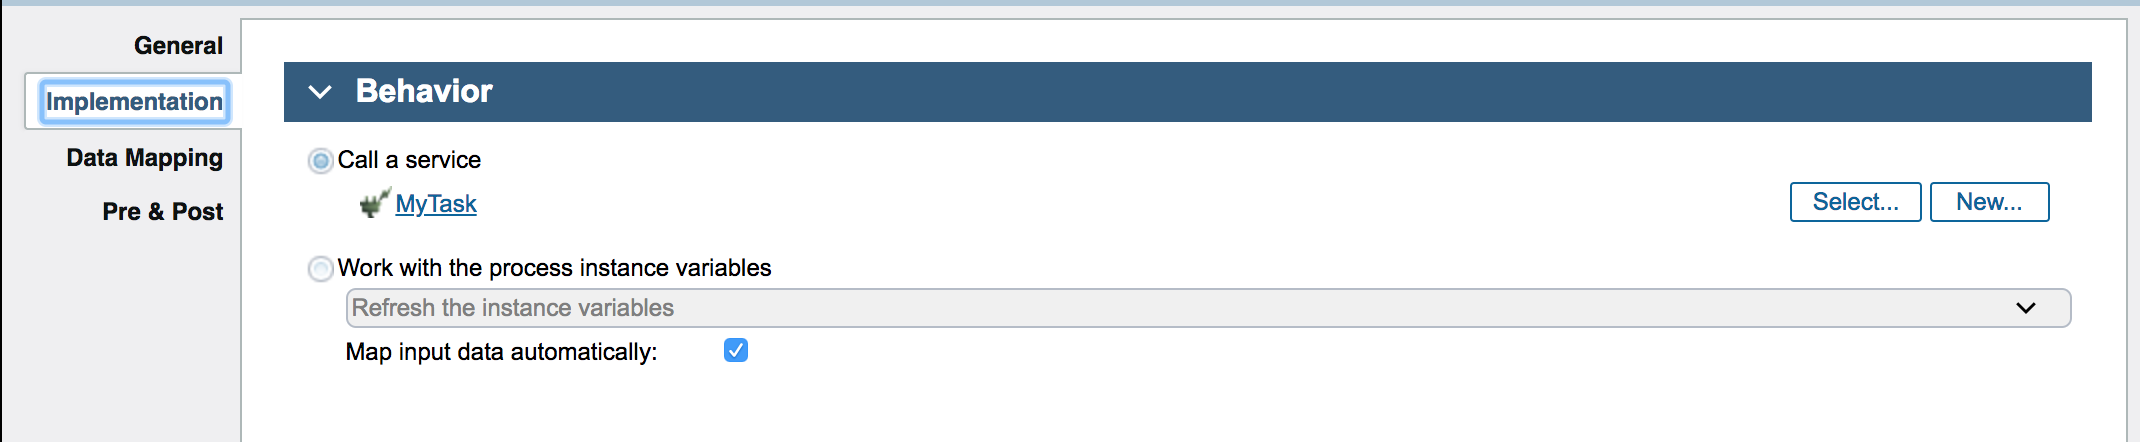 General
Implementation
Data Mapping
Pre & Post
Behavior
Call a service
MyTask
Select...
New...
Work with the process instance variables
Refresh the instance variables
Map input data automatically: